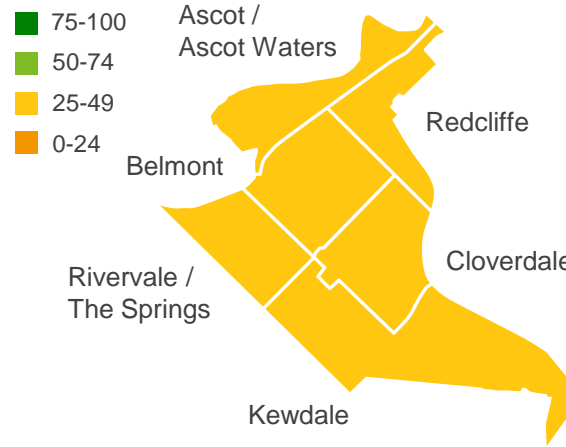 75-100
50-74
25-49
0-24
Ascot /
Ascot Waters
Redcliffe
Belmont
Cloverdale
Rivervale /
The Springs
Kewdale